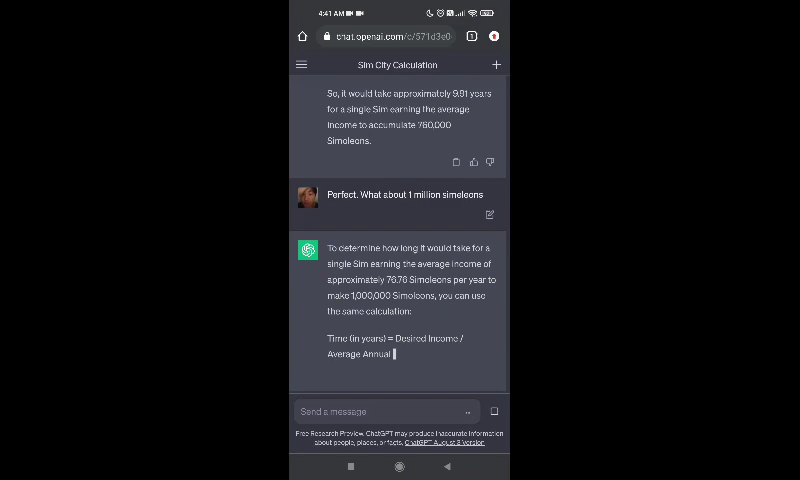 4:41 AM
chat.openai.com/c/571d3e0
1
Sim City Calculation
So, it would take approximately 9.91 years
for a single Sim earning the average
income to accumulate 760,000
Simoleons.
Perfect. What about 1 million simeleons
To determine how long it would take for a
single Sim earning the average income of
approximately 76.76 Simoleons per year to
make 1,000,000 Simoleons, you can use
the same calculation:
Time (in years) = Desired Income /
Average Annual
Send a message
Free Research Preview. ChatGPT may produce inaccurate information
about people, places, or facts. ChatGPT August 3 Version